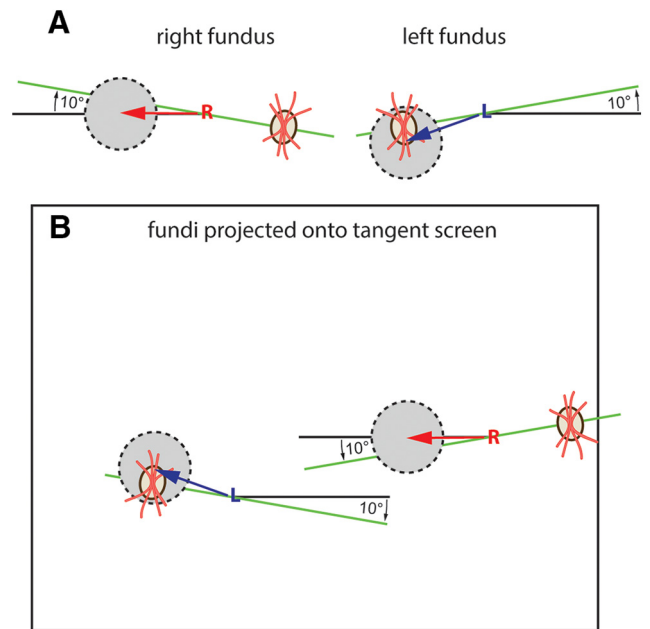 A
right fundus
left fundus
10°
R
L
10°
B
fundi projected onto tangent screen
10°
R
L
10°